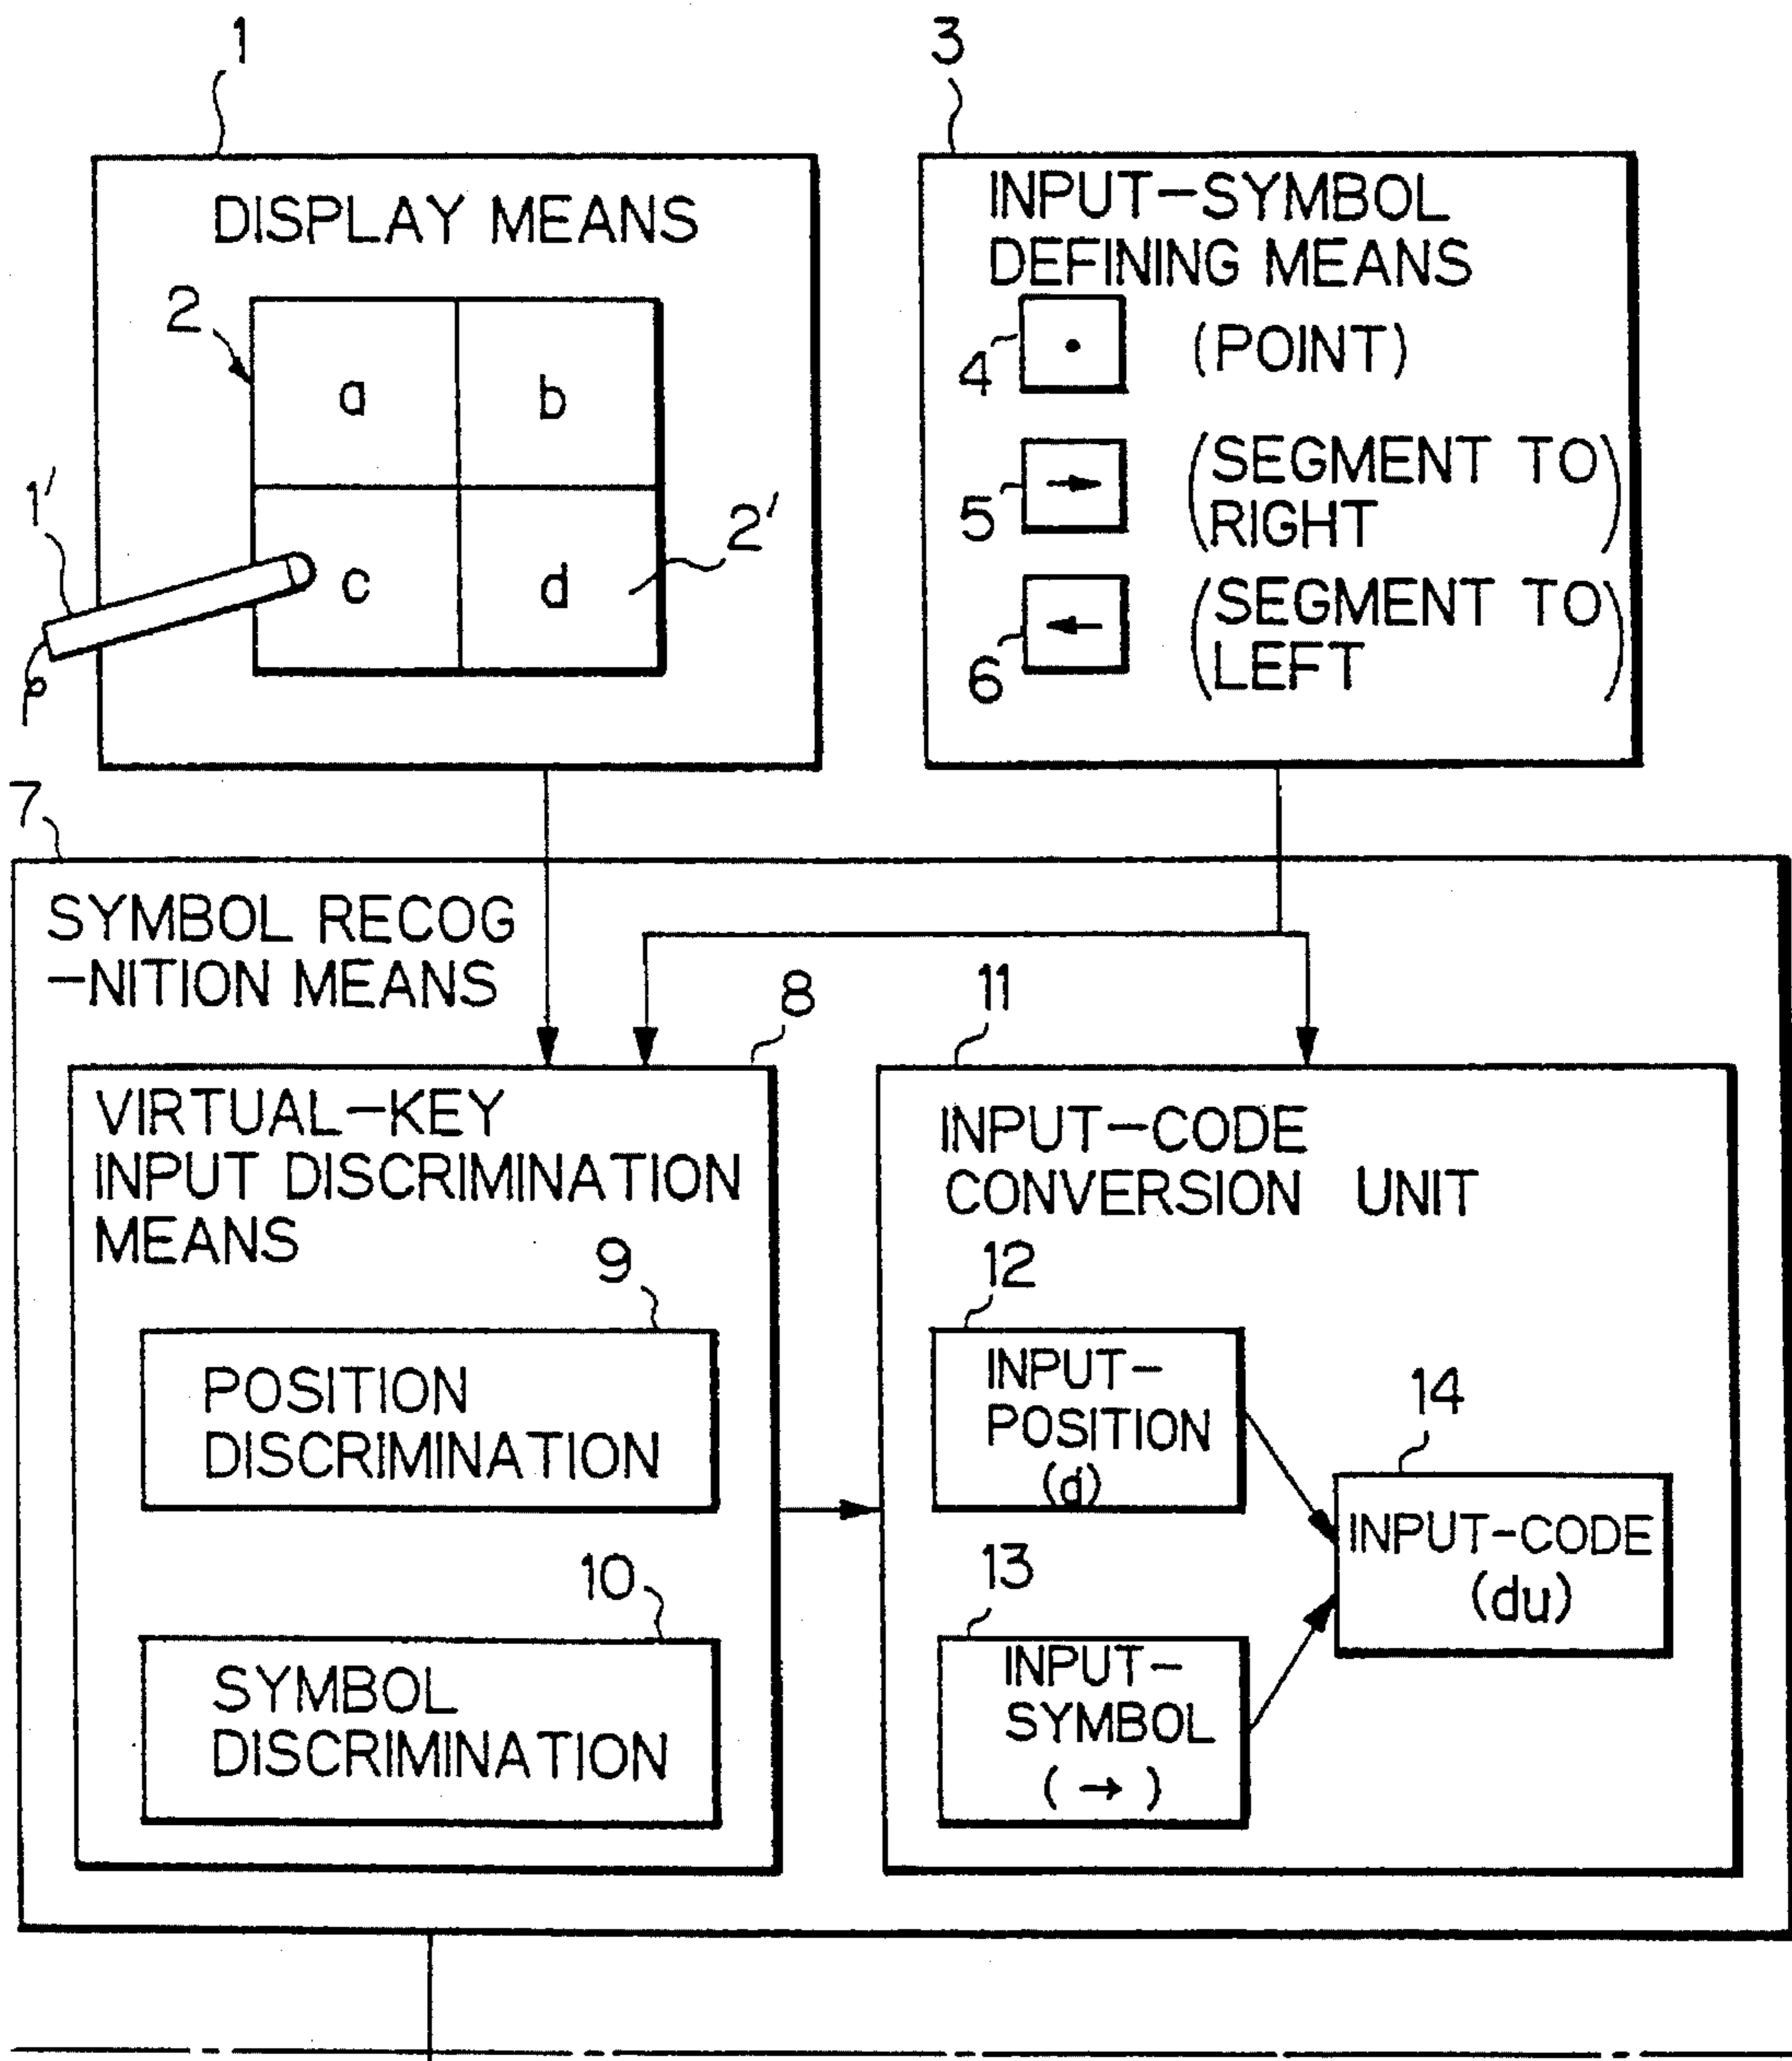 1
3
DISPLAY MEANS
2
a
b
1'
c
d
2'
INPUT-SYMBOL
DEFINING MEANS
4
(POINT)
5
→
(SEGMENT TO
RIGHT)
6
←
(SEGMENT TO
LEFT)
7
SYMBOL RECOG
-NITION MEANS
8
11
VIRTUAL-KEY
INPUT DISCRIMINATION
MEANS
9
POSITION
DISCRIMINATION
10
SYMBOL
DISCRIMINATION
INPUT-CODE
CONVERSION UNIT
12
INPUT-
POSITION
(d)
13
INPUT-
SYMBOL
(→)
14
INPUT-CODE
(du)